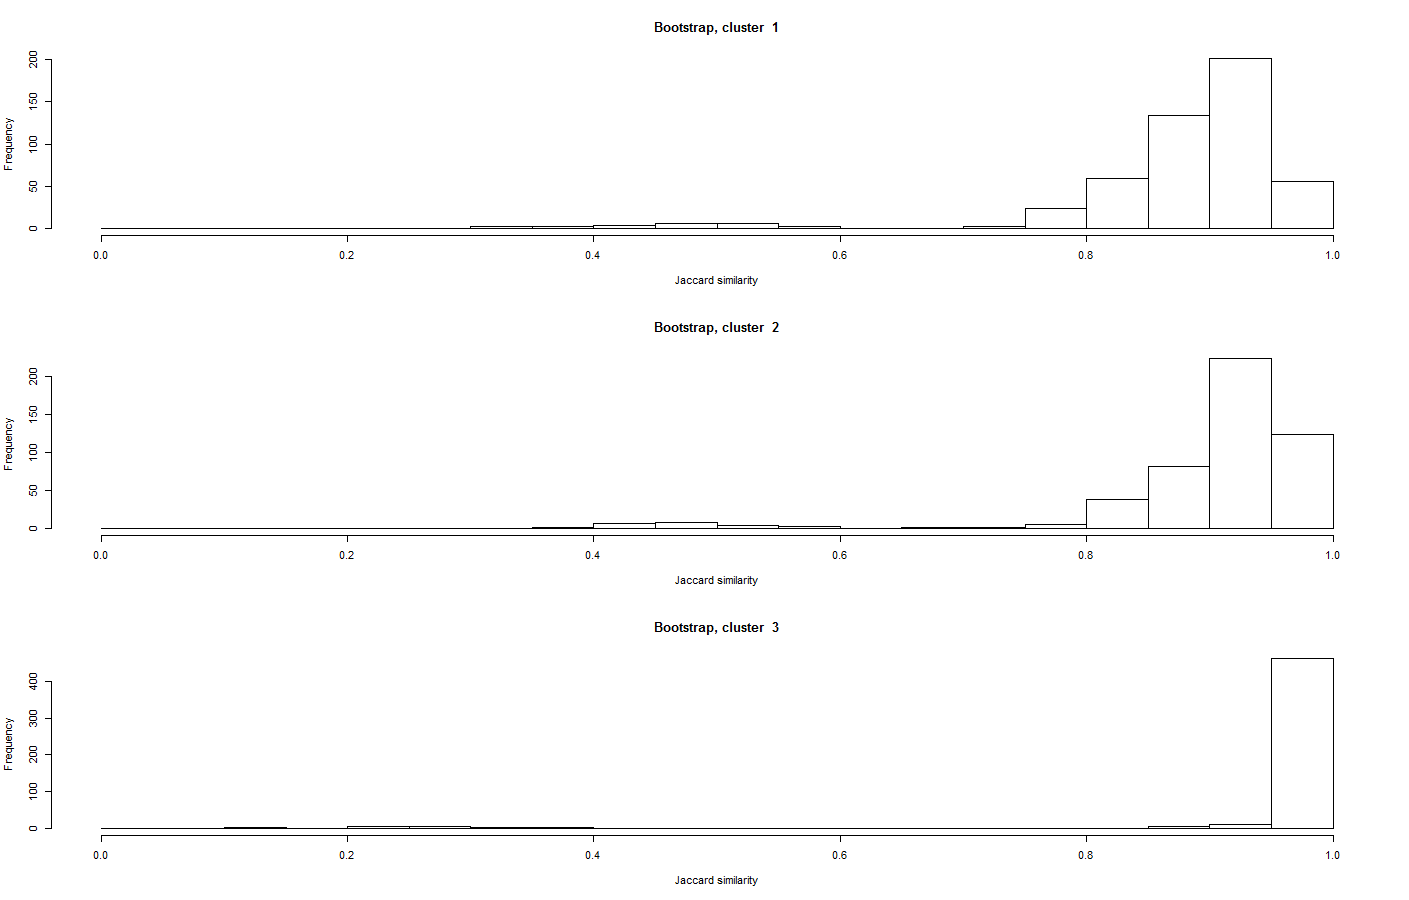 Bootstrap, cluster  1
Frequency
200
150
100
50
0
0.0 0.2 0.4 0.6 0.8 1.0
Jaccard similarity
Bootstrap, cluster  2
Frequency
200
150
100
50
0
0.0 0.2 0.4 0.6 0.8 1.0
Jaccard similarity
Bootstrap, cluster  3
Frequency
400
300
200
100
0
0.0 0.2 0.4 0.6 0.8 1.0
Jaccard similarity